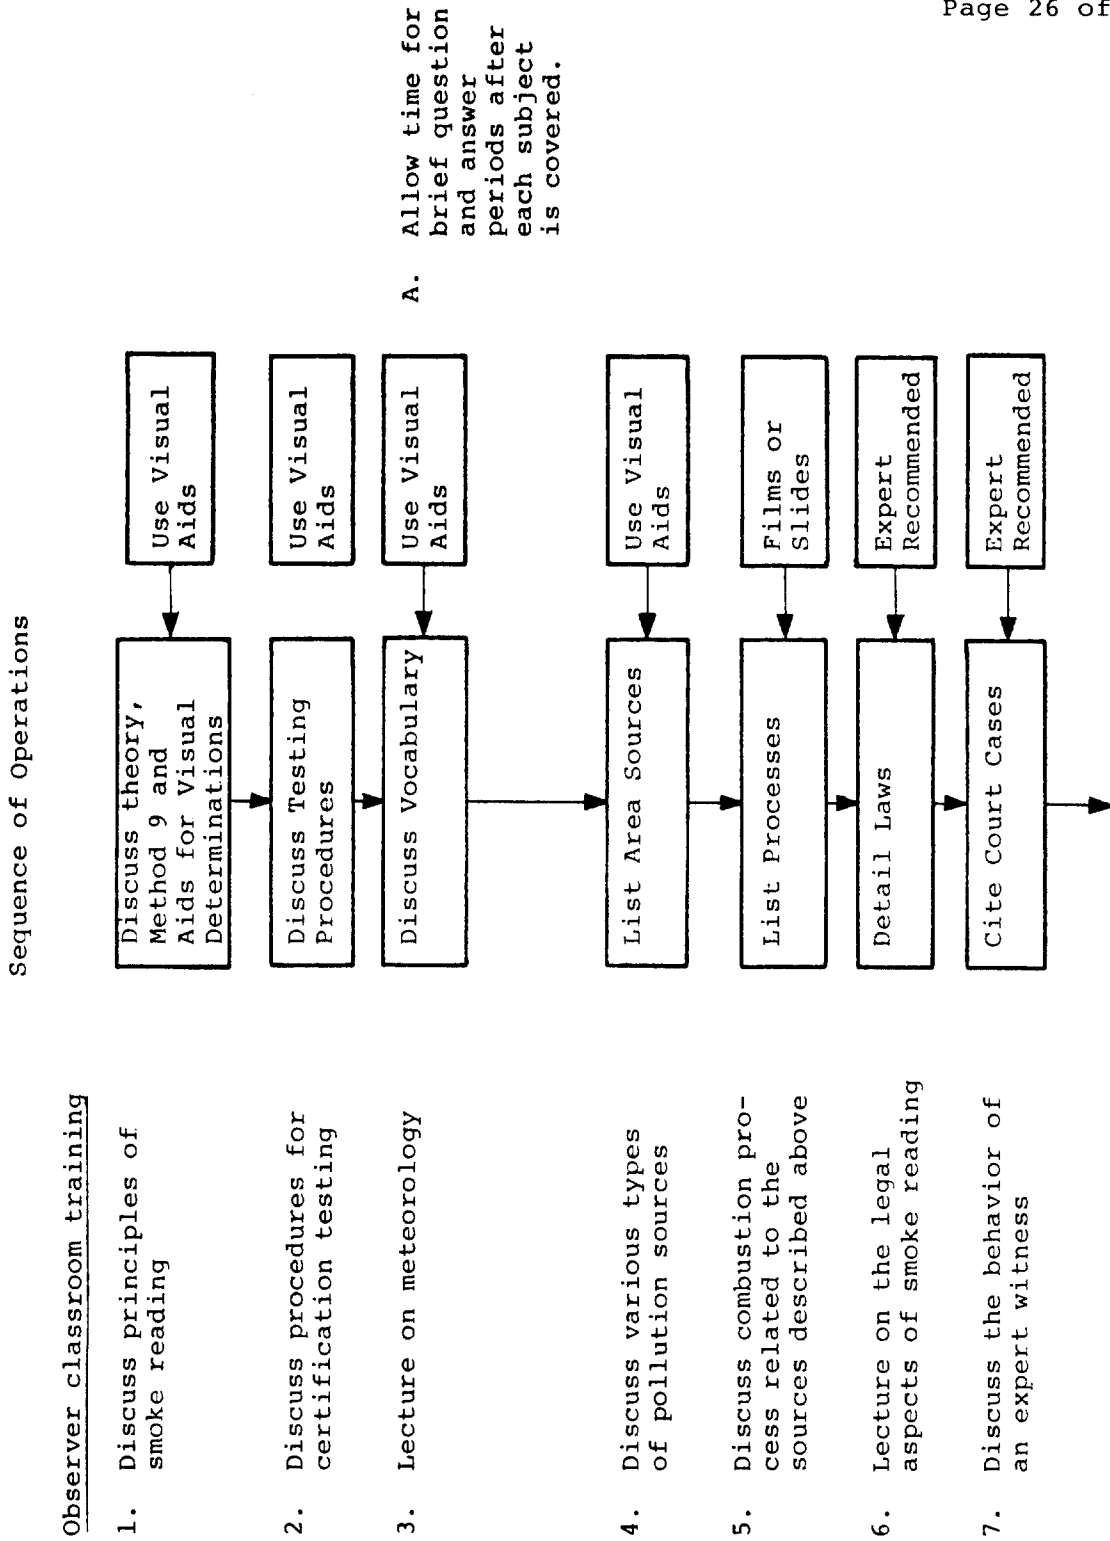 Page 26 of
Sequence of Operations
Observer classroom training
1. Discuss principles of
smoke reading
Discuss theory,
Method 9 and
Aids for Visual
Determinations
Use Visual
Aids
2. Discuss procedures for
certification testing
Discuss Testing
Procedures
Use Visual
Aids
3. Lecture on meteorology
Discuss Vocabulary
Use Visual
Aids
A. Allow time for
brief question
and answer
periods after
each subject
is covered.
4. Discuss various types
of pollution sources
List Area Sources
Use Visual
Aids
5. Discuss combustion pro-
cess related to the
sources described above
List Processes
Films or
Slides
6. Lecture on the legal
aspects of smoke reading
Detail Laws
Expert
Recommended
7. Discuss the behavior of
an expert witness
Cite Court Cases
Expert
Recommended